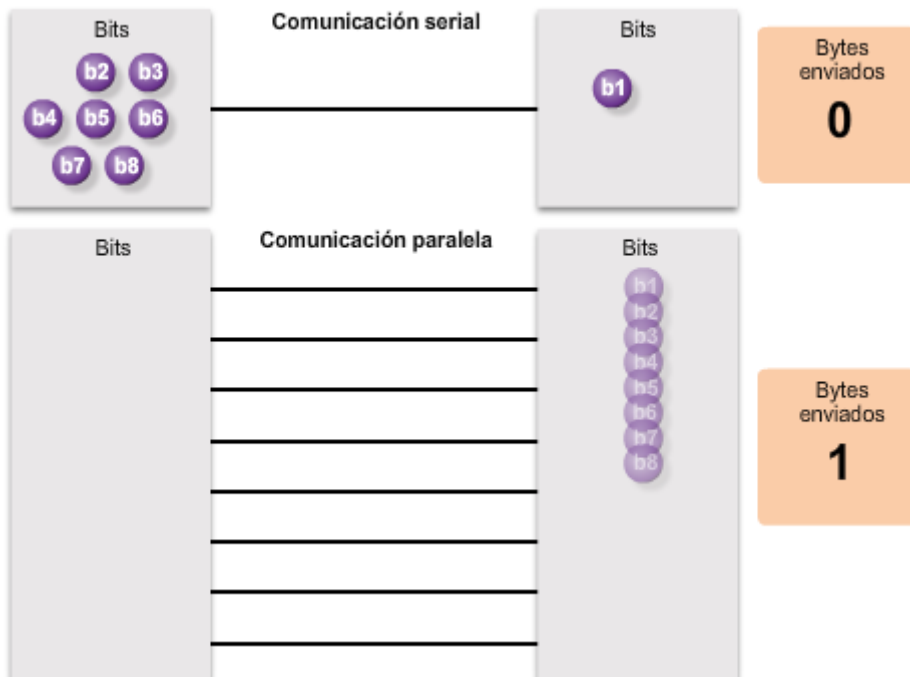 Comunicación serial
Bits
b2 b3
b4 b5 b6
b7 b8
Bits
b1
Bytes
enviados
0
Comunicación paralela
Bits
Bits
b1
b2
b3
b4
b5
b6
b7
b8
Bytes
enviados
1